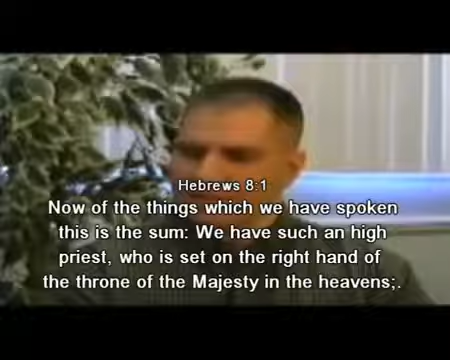 Hebrews 8:1
Now of the things which we have spoken
this is the sum: We have such an high
priest, who is set on the right hand of
the throne of the Majesty in the heavens;.